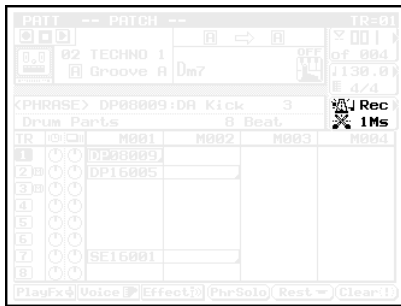 PATT -- PATCH -- TR=01
A ⇒ A
02 TECHNO 1 OFF of 004
A Groove A Dm7 ♩130.0
4/4
<PHRASE> DP08009:DA Kick 3 Rec
Drum Parts 8 Beat 1Ms
TR M001 M002 M003 M004
1 DP08009
2 DP16005
3
4
5
6
7 SE16001
8
PlayFx Voice Effect PhrSolo Rest Clear